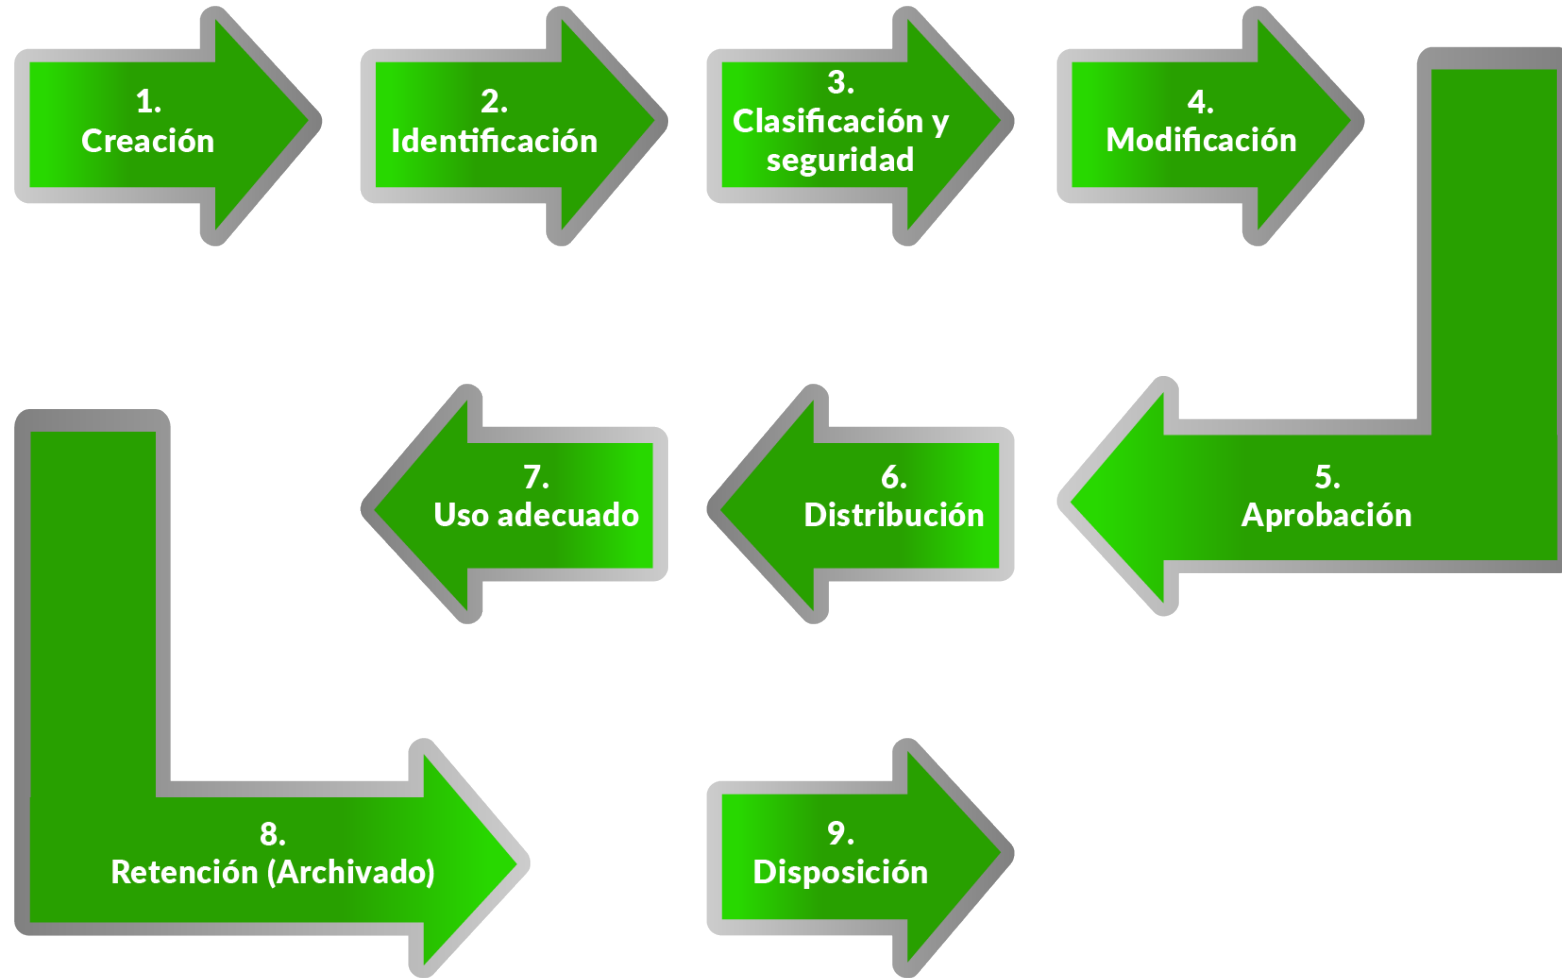 1.
Creación
2.
Identificación
3.
Clasificación y
seguridad
4.
Modificación
5.
Aprobación
6.
Distribución
7.
Uso adecuado
8.
Retención (Archivado)
9.
Disposición